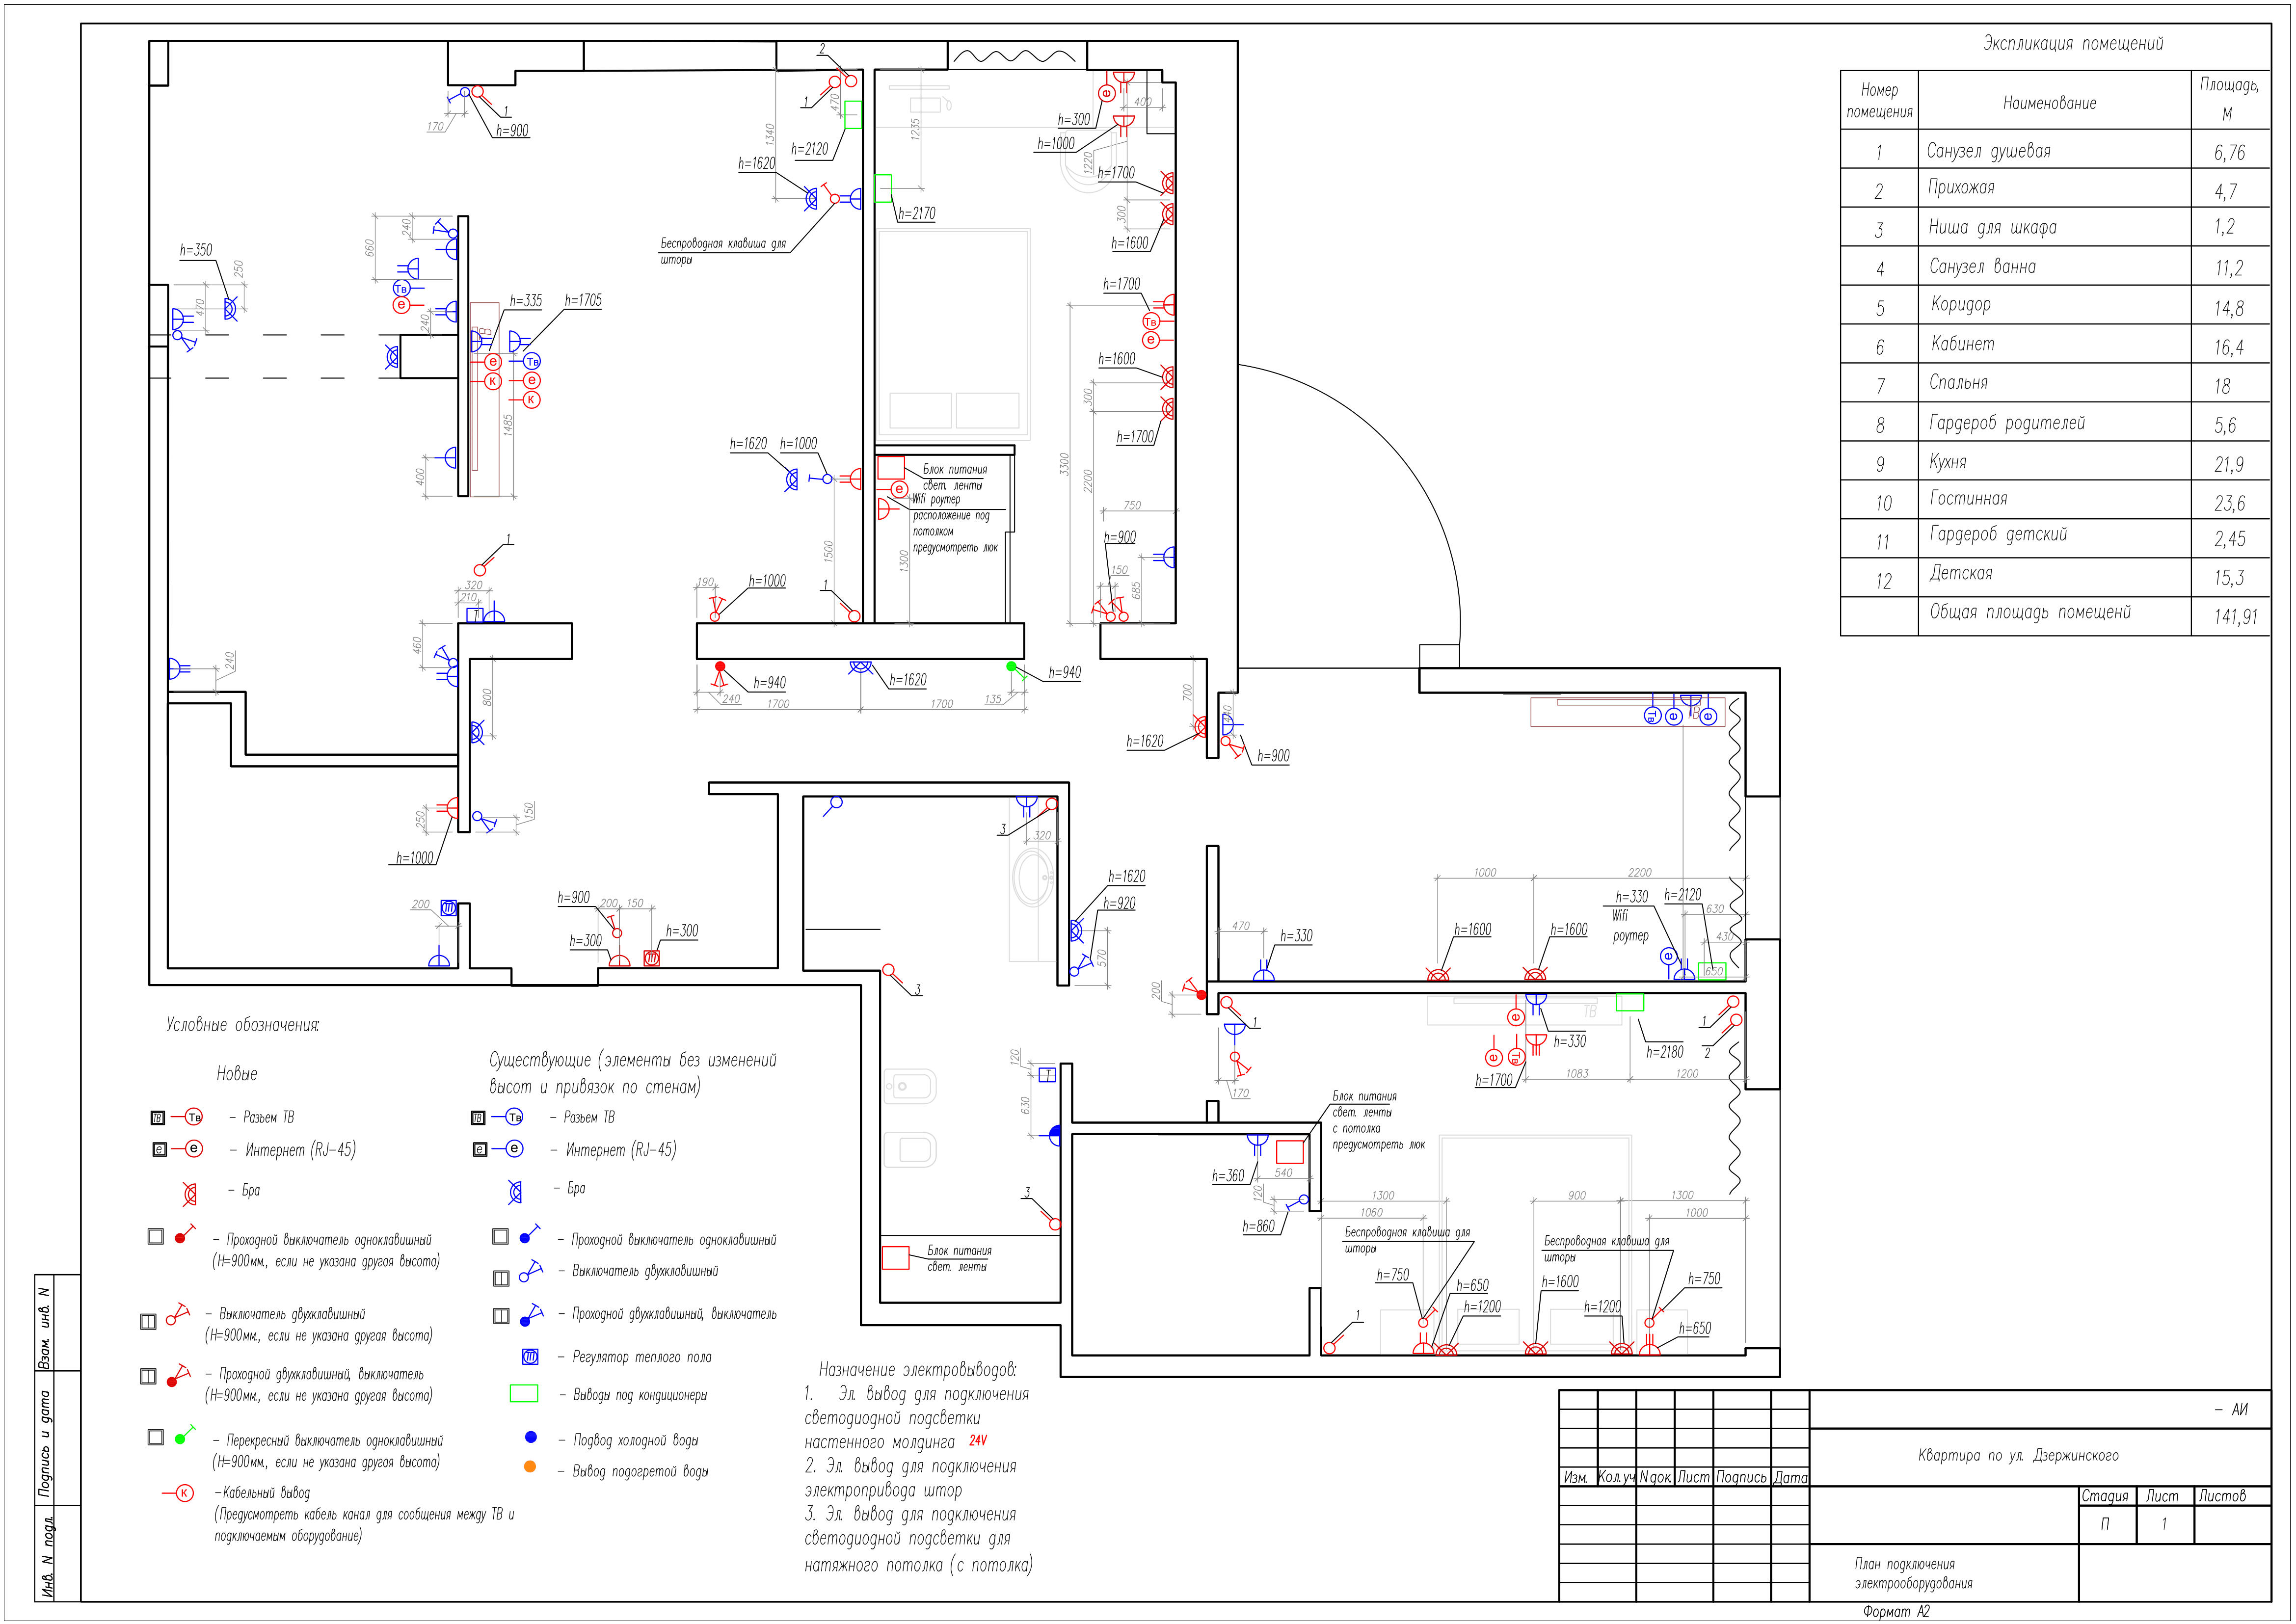 Экспликация помещений
Номер помещения
Наименование
Площадь, М
1 Санузел душевая 6,76
2 Прихожая 4,7
3 Ниша для шкафа 1,2
4 Санузел ванна 11,2
5 Коридор 14,8
6 Кабинет 16,4
7 Спальня 18
8 Гардероб родителей 5,6
9 Кухня 21,9
10 Гостинная 23,6
11 Гардероб детский 2,45
12 Детская 15,3
Общая площадь помещенй 141,91
2
1
1
170
h=900
470
1340
h=2120
h=1620
1235
h=2170
Беспроводная клавиша для
шторы
400
h=300
h=1000
1220
h=1700
300
h=1600
h=350
250
470
660
240
Тв
е
240
h=335
h=1705
ТВ
е
к
Тв
е
к
1485
400
h=1700
Тв
е
h=1600
300
h=1700
3300
2200
750
h=1620
h=1000
1500
Блок питания
свет. ленты
Wifi роутер
расположение под
потолком
предусмотреть люк
1300
h=900
150
685
1
320
210
Т
190
h=1000
1
460
240
800
h=940
240
1700
h=1620
1700
135
h=940
700
h=1620
440
h=900
Тв
е
ТВ
е
250
h=1000
150
200
h=900
200
150
h=300
h=300
3
320
h=1620
h=920
570
3
470
h=330
1000
2200
h=1600
h=1600
h=330
Wifi
роутер
h=2120
630
430
650
200
1
170
е
е
Тв
h=1700
h=330
ТВ
h=2180
1083
1200
1
2
120
Т
630
3
Блок питания
свет. ленты
Блок питания
свет. ленты
с потолка
предусмотреть люк
h=360
540
120
h=860
1300
1060
900
1300
1000
Беспроводная клавиша для
шторы
Беспроводная клавиша для
шторы
h=750
h=650
h=1200
h=1600
h=1200
h=750
h=650
1
Условные обозначения:
Новые
ТВ Тв - Разьем ТВ
е е - Интернет (RJ-45)
- Бра
- Проходной выключатель одноклавишный
(H=900мм., если не указана другая высота)
- Выключатель двухклавишный
(H=900мм., если не указана другая высота)
- Проходной двухклавишный, выключатель
(H=900мм., если не указана другая высота)
- Перекресный выключатель одноклавишный
(H=900мм., если не указана другая высота)
к -Кабельный вывод
(Предусмотреть кабель канал для сообщения между ТВ и
подключаемым оборудование)
Существующие (элементы без изменений
высот и привязок по стенам)
ТВ Тв - Разьем ТВ
е е - Интернет (RJ-45)
- Бра
- Проходной выключатель одноклавишный
- Выключатель двухклавишный
- Проходной двухклавишный, выключатель
- Регулятор теплого пола
- Выводы под кондиционеры
- Подвод холодной воды
- Вывод подогретой воды
Назначение электровыводов:
1. Эл. вывод для подключения
светодиодной подсветки
настенного молдинга 24V
2. Эл. вывод для подключения
электропривода штор
3. Эл. вывод для подключения
светодиодной подсветки для
натяжного потолка (с потолка)
Взам. инв. N
Подпись и дата
Инв. N подл.
- АИ
Квартира по ул. Дзержинского
Изм. Кол.уч N док. Лист Подпись Дата
Стадия Лист Листов
П 1
План подключения
электрооборудования
Формат А2